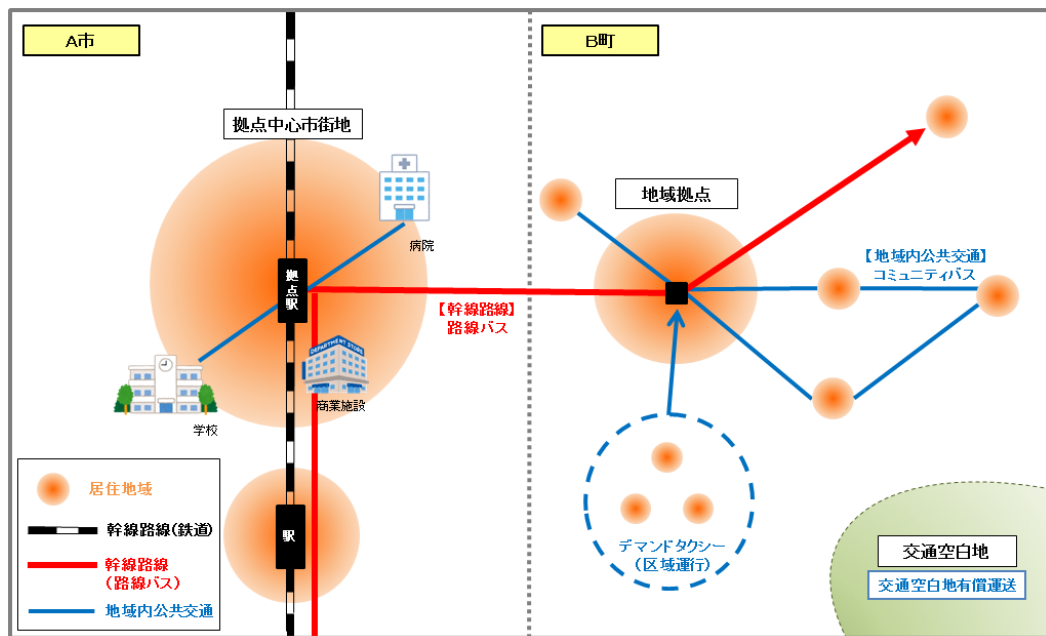 A市
B町
拠点中心市街地
病院
拠点駅
【幹線路線】
路線バス
DEPARTMENT STORE
商業施設
学校
駅
地域拠点
【地域内公共交通】
コミュニティバス
デマンドタクシー
（区域運行）
交通空白地
交通空白地有償運送
居住地域
幹線路線(鉄道)
幹線路線
（路線バス）
地域内公共交通